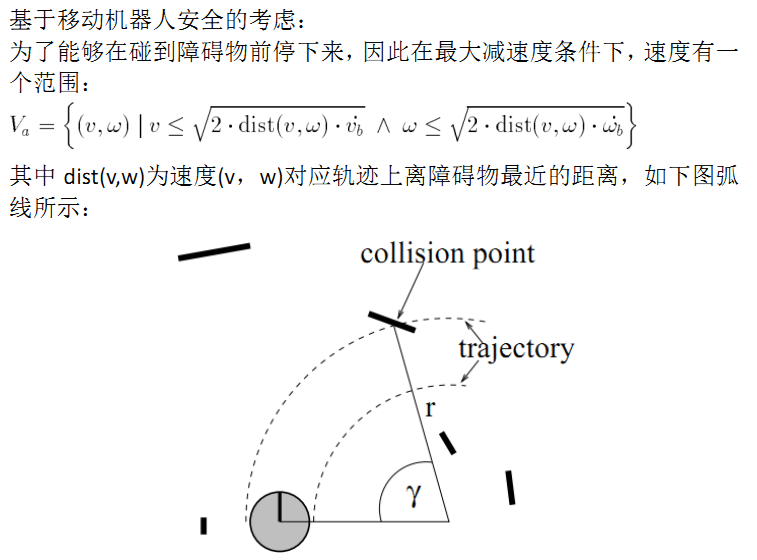 基于移动机器人安全的考虑：
为了能够在碰到障碍物前停下来，因此在最大减速度条件下，速度有一
个范围：
V_a = {(v, ω) | v ≤ √(2 · dist(v, ω) · v̇_b) ∧ ω ≤ √(2 · dist(v, ω) · ω̇_b)}
其中 dist(v,w)为速度(v，w)对应轨迹上离障碍物最近的距离，如下图弧
线所示：
collision point
trajectory
r
γ